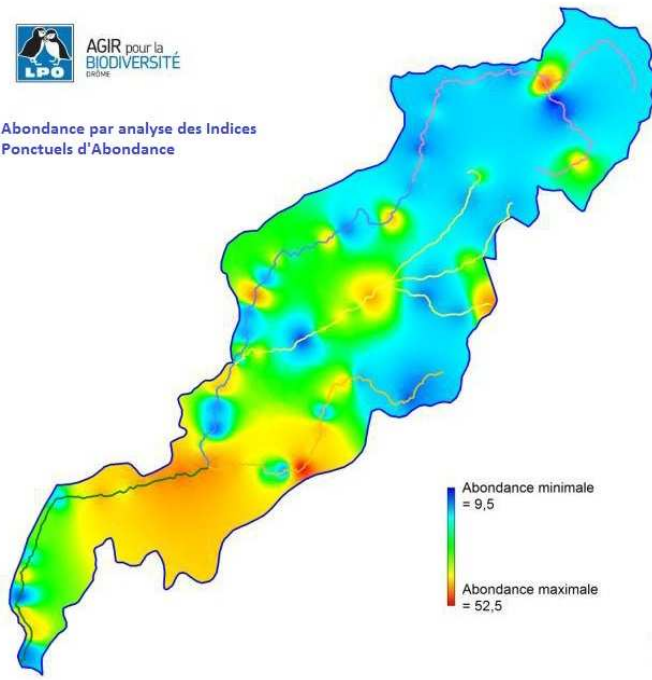 LPO
AGIR pour la
BIODIVERSITÉ
DRÔME
Abondance par analyse des Indices
Ponctuels d'Abondance
Abondance minimale
= 9,5
Abondance maximale
= 52,5